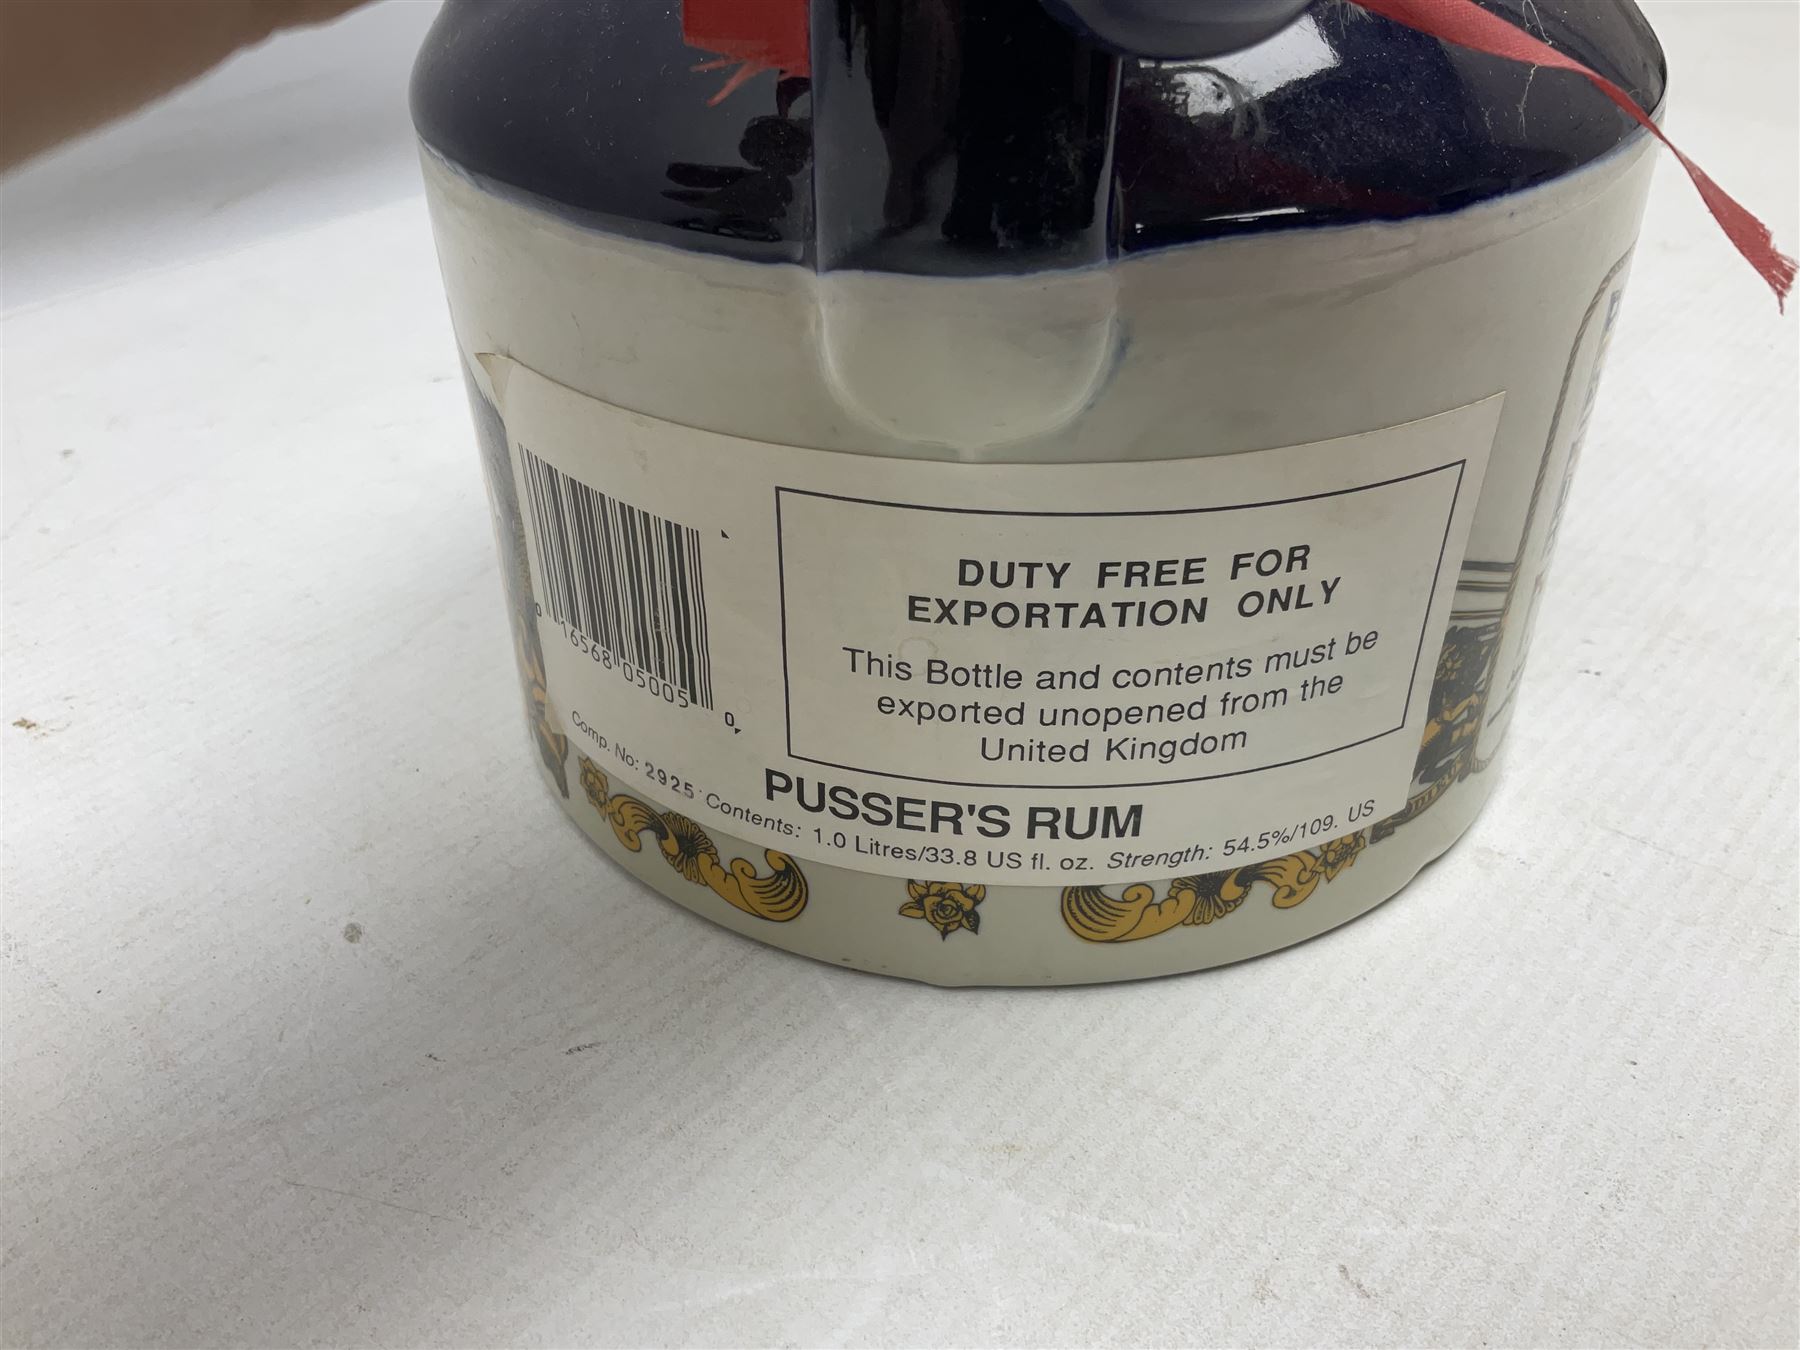 DUTY FREE FOR
EXPORTATION ONLY
This Bottle and contents must be
exported unopened from the
United Kingdom
0 16568 05005 0
PUSSER'S RUM
Comp. No: 2925 Contents: 1.0 Litres/33.8 US fl. oz. Strength: 54.5%/109. US